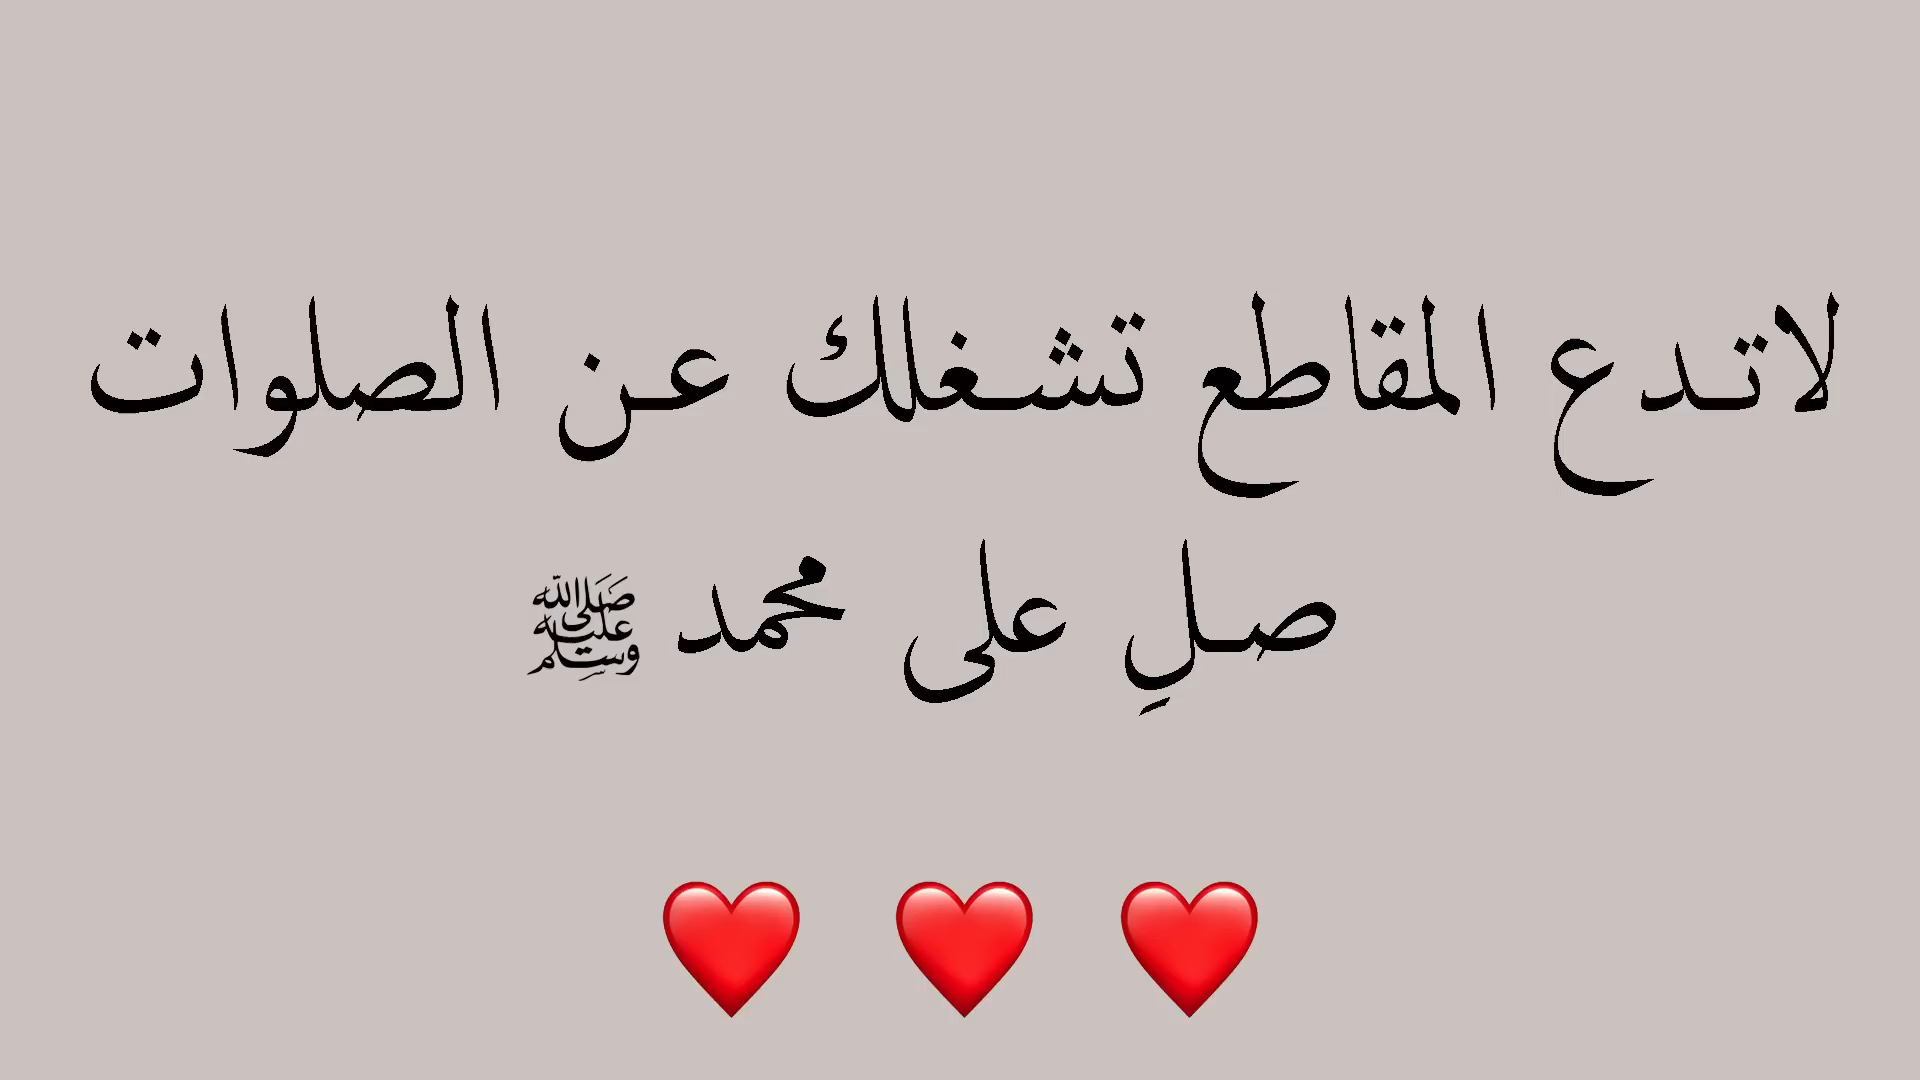 لاتدع المقاطع تشغلك عن الصلوات
صلِ على محمد ﷺ
❤️ ❤️ ❤️